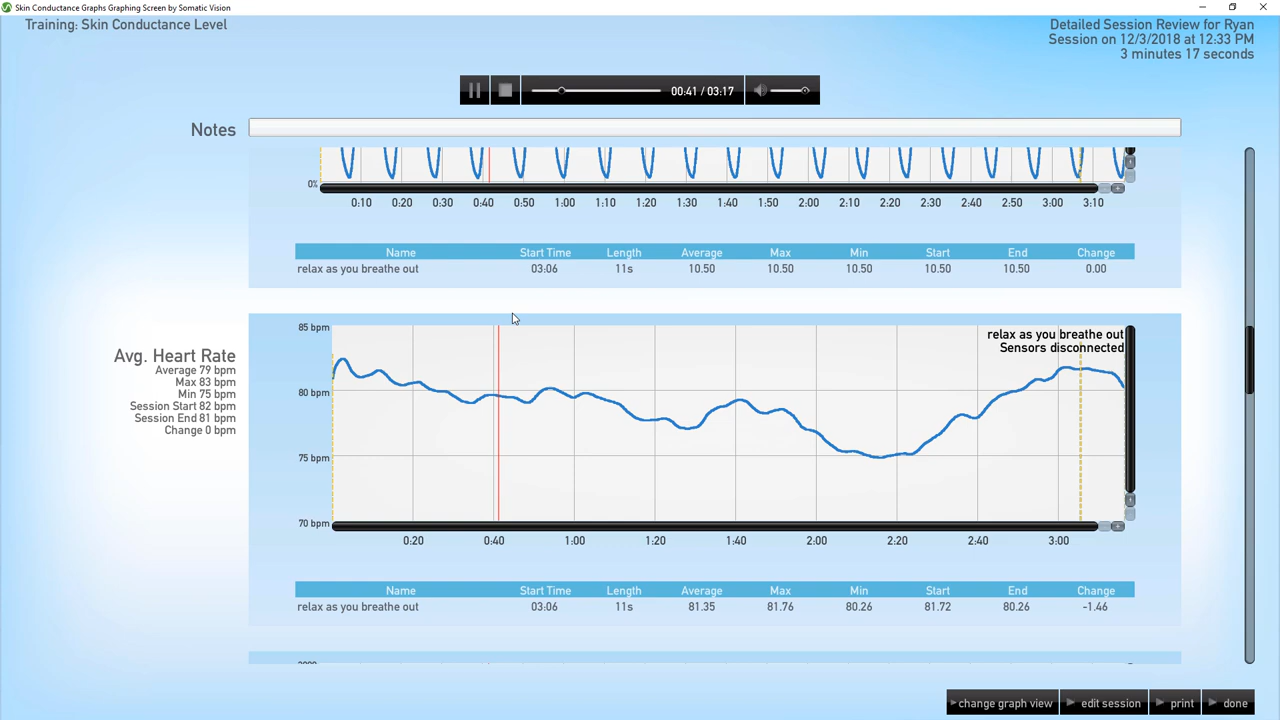 Skin Conductance Graphs Graphing Screen by Somatic Vision
Training: Skin Conductance Level
Detailed Session Review for Ryan
Session on 12/3/2018 at 12:33 PM
3 minutes 17 seconds
00:41 / 03:17
Notes
0%
0:10 0:20 0:30 0:40 0:50 1:00 1:10 1:20 1:30 1:40 1:50 2:00 2:10 2:20 2:30 2:40 2:50 3:00 3:10
Name Start Time Length Average Max Min Start End Change
relax as you breathe out 03:06 11s 10.50 10.50 10.50 10.50 10.50 0.00
Avg. Heart Rate
Average 79 bpm
Max 83 bpm
Min 75 bpm
Session Start 82 bpm
Session End 81 bpm
Change 0 bpm
85 bpm
80 bpm
75 bpm
70 bpm
relax as you breathe out
Sensors disconnected
0:20 0:40 1:00 1:20 1:40 2:00 2:20 2:40 3:00
Name Start Time Length Average Max Min Start End Change
relax as you breathe out 03:06 11s 81.35 81.76 80.26 81.72 80.26 -1.46
change graph view edit session print done